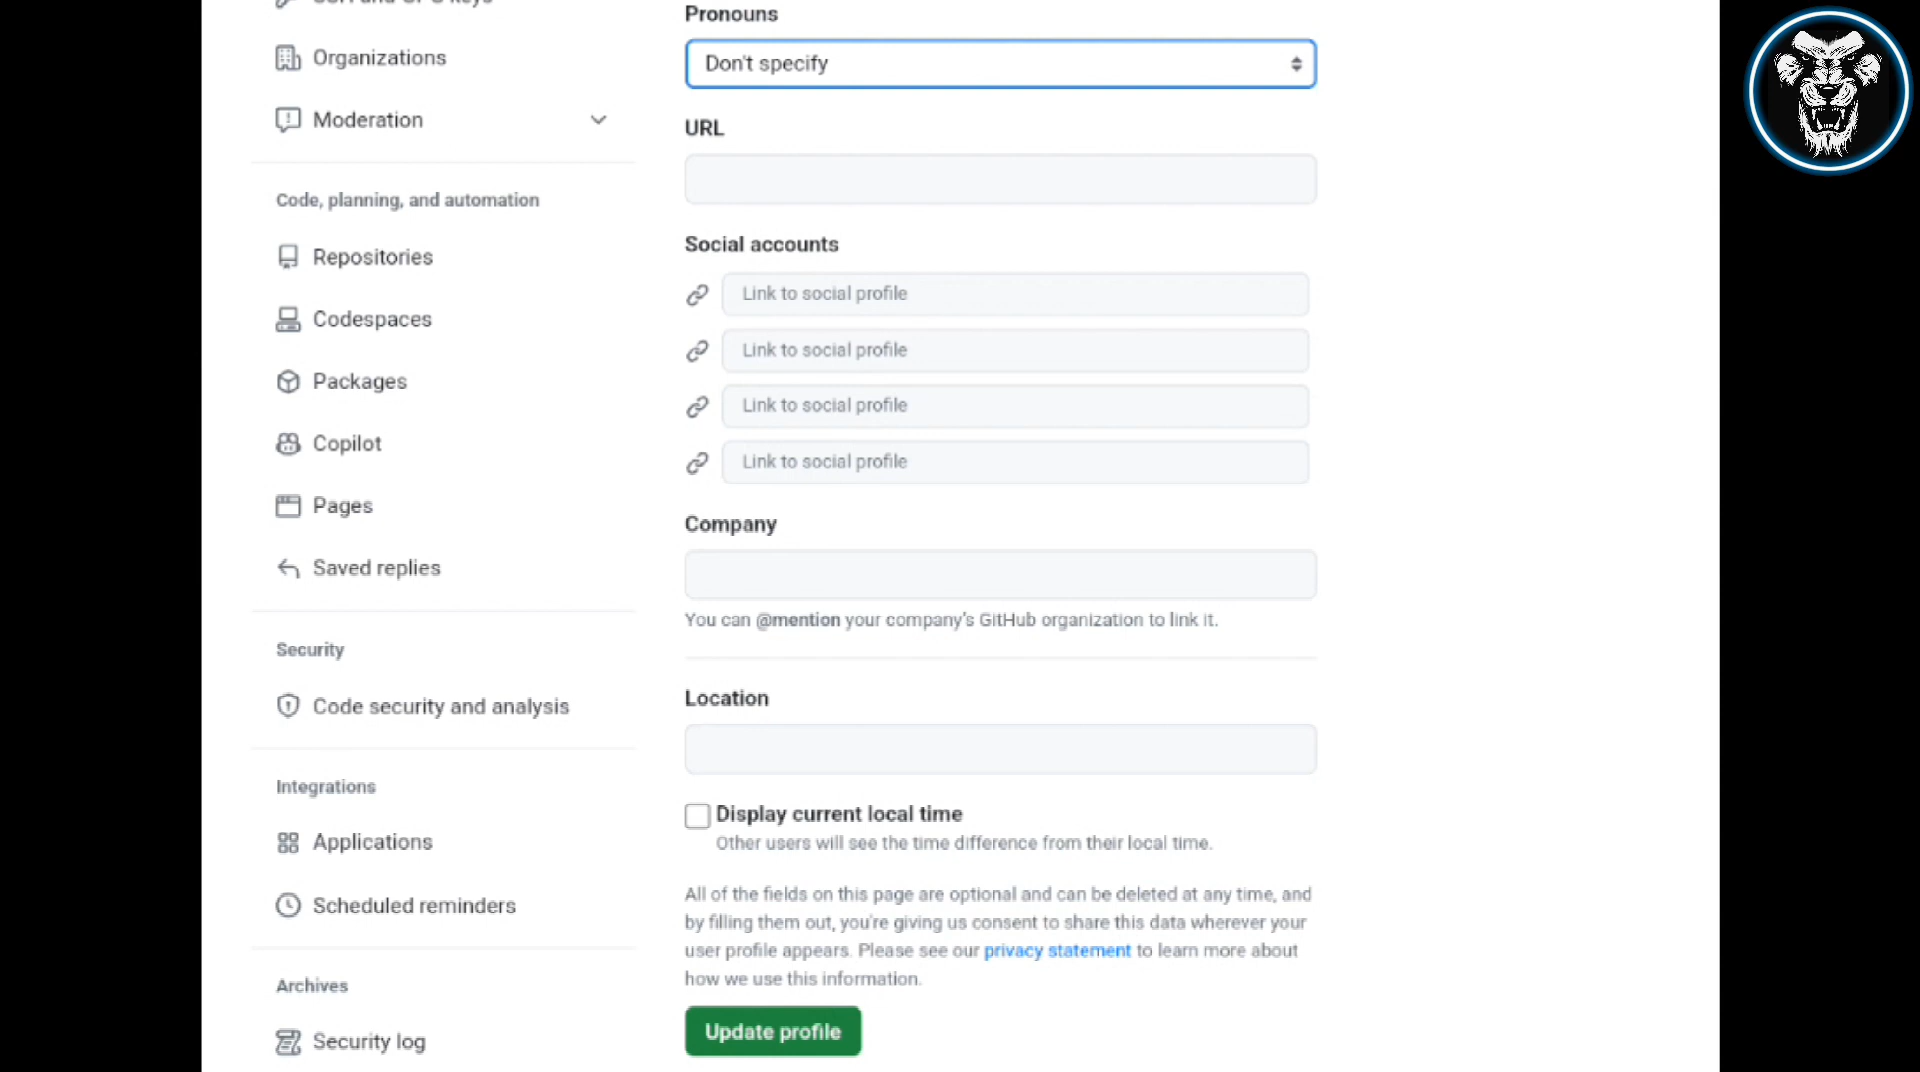 Organizations
Moderation
Code, planning, and automation
Repositories
Codespaces
Packages
Copilot
Pages
Saved replies
Security
Code security and analysis
Integrations
Applications
Scheduled reminders
Archives
Security log
Pronouns
Don't specify
URL
Social accounts
Link to social profile
Link to social profile
Link to social profile
Link to social profile
Company
You can @mention your company's GitHub organization to link it.
Location
Display current local time
Other users will see the time difference from their local time.
All of the fields on this page are optional and can be deleted at any time, and
by filling them out, you're giving us consent to share this data wherever your
user profile appears. Please see our privacy statement to learn more about
how we use this information.
Update profile